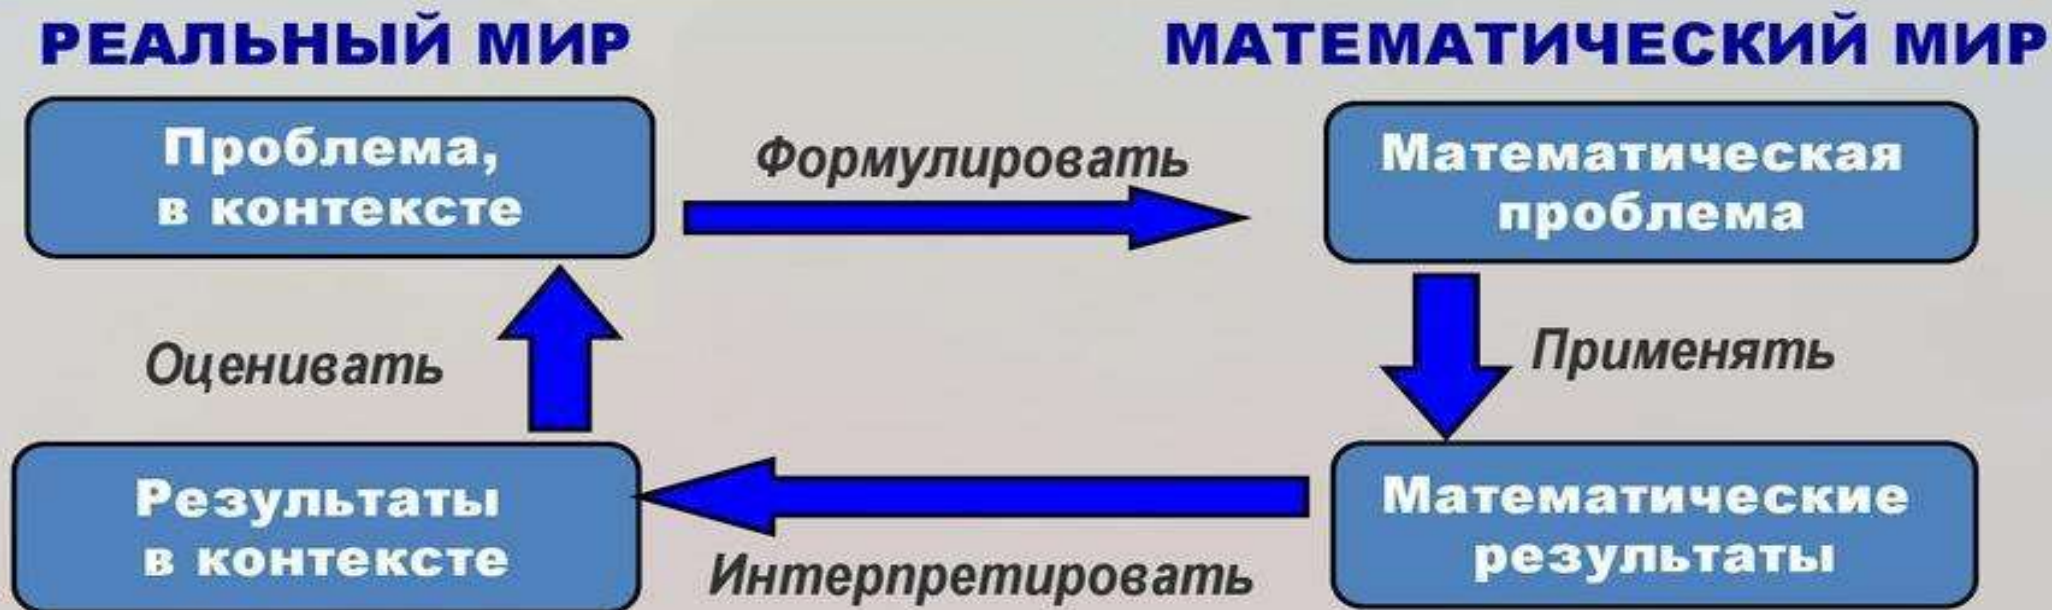 РЕАЛЬНЫЙ МИР
МАТЕМАТИЧЕСКИЙ МИР
Проблема,
в контексте
Формулировать
Математическая
проблема
Оценивать
Применять
Результаты
в контексте
Интерпретировать
Математические
результаты